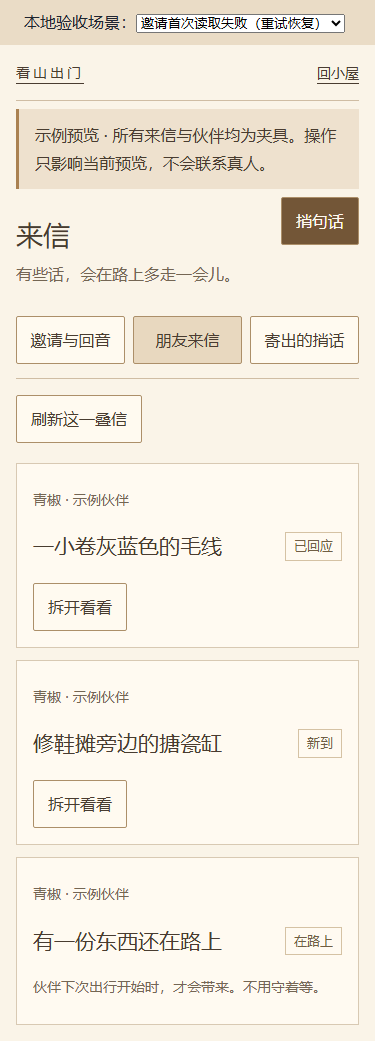 本地验收场景： 邀请首次读取失败（重试恢复）
看山出门 回小屋
示例预览 · 所有来信与伙伴均为夹具。操作
只影响当前预览，不会联系真人。
捎句话
来信
有些话，会在路上多走一会儿。
邀请与回音 朋友来信 寄出的捎话
刷新这一叠信
青椒 · 示例伙伴
一小卷灰蓝色的毛线 已回应
拆开看看
青椒 · 示例伙伴
修鞋摊旁边的搪瓷缸 新到
拆开看看
青椒 · 示例伙伴
有一份东西还在路上 在路上
伙伴下次出行开始时，才会带来。不用守着等。